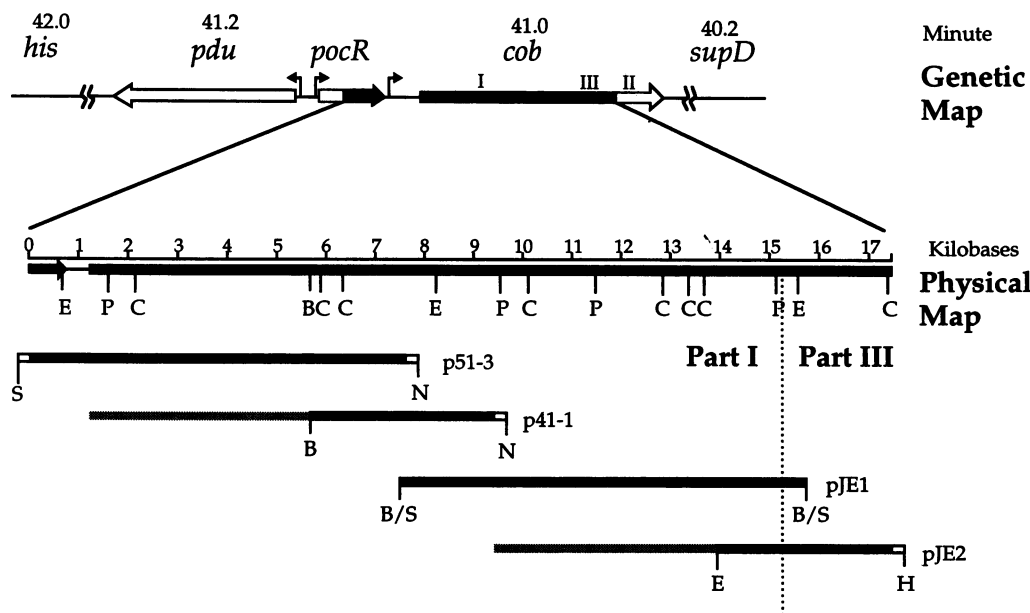 42.0 41.2 41.0 40.2 Minute
his pdu pocR cob supD
I III II
Genetic
Map
0 1 2 3 4 5 6 7 8 9 10 11 12 13 14 15 16 17 Kilobases
E P C B C C E P C P C C C P E C
Physical
Map
Part I Part III
p51-3
S N
p41-1
B N
pJE1
B/S B/S
pJE2
E H